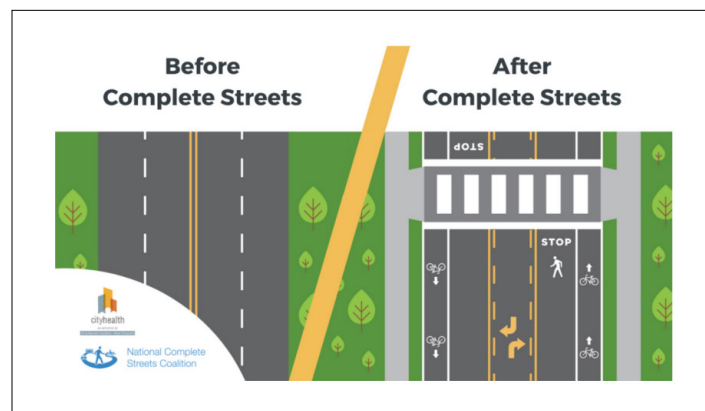 Before
Complete Streets
After
Complete Streets
STOP
STOP
cityhealth
National Complete
Streets Coalition